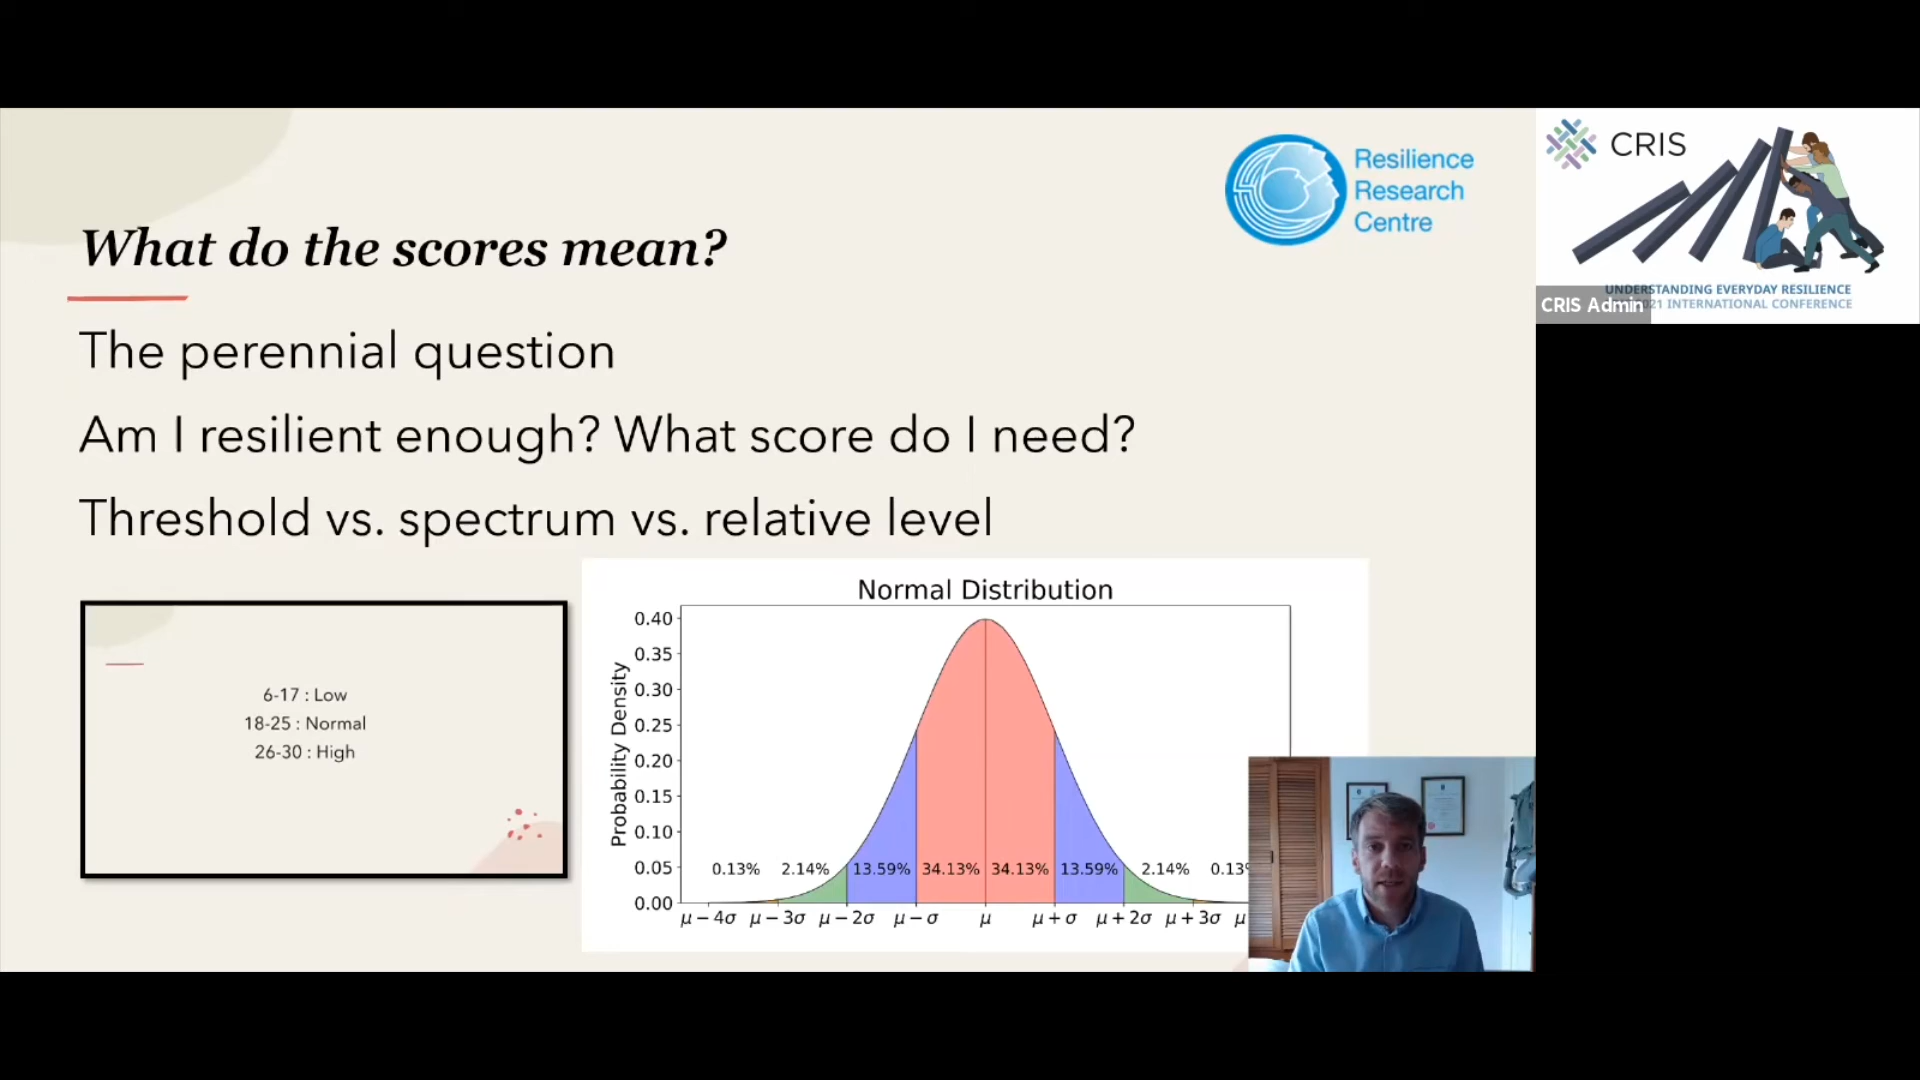 What do the scores mean?
The perennial question
Am I resilient enough? What score do I need?
Threshold vs. spectrum vs. relative level
Resilience
Research
Centre
6-17 : Low
18-25 : Normal
26-30 : High
Normal Distribution
Probability Density
0.40
0.35
0.30
0.25
0.20
0.15
0.10
0.05
0.00
0.13% 2.14% 13.59% 34.13% 34.13% 13.59% 2.14% 0.13%
μ − 4σ μ − 3σ μ − 2σ μ − σ μ μ + σ μ + 2σ μ + 3σ μ
CRIS
UNDERSTANDING EVERYDAY RESILIENCE
21 INTERNATIONAL CONFERENCE
CRIS Admin